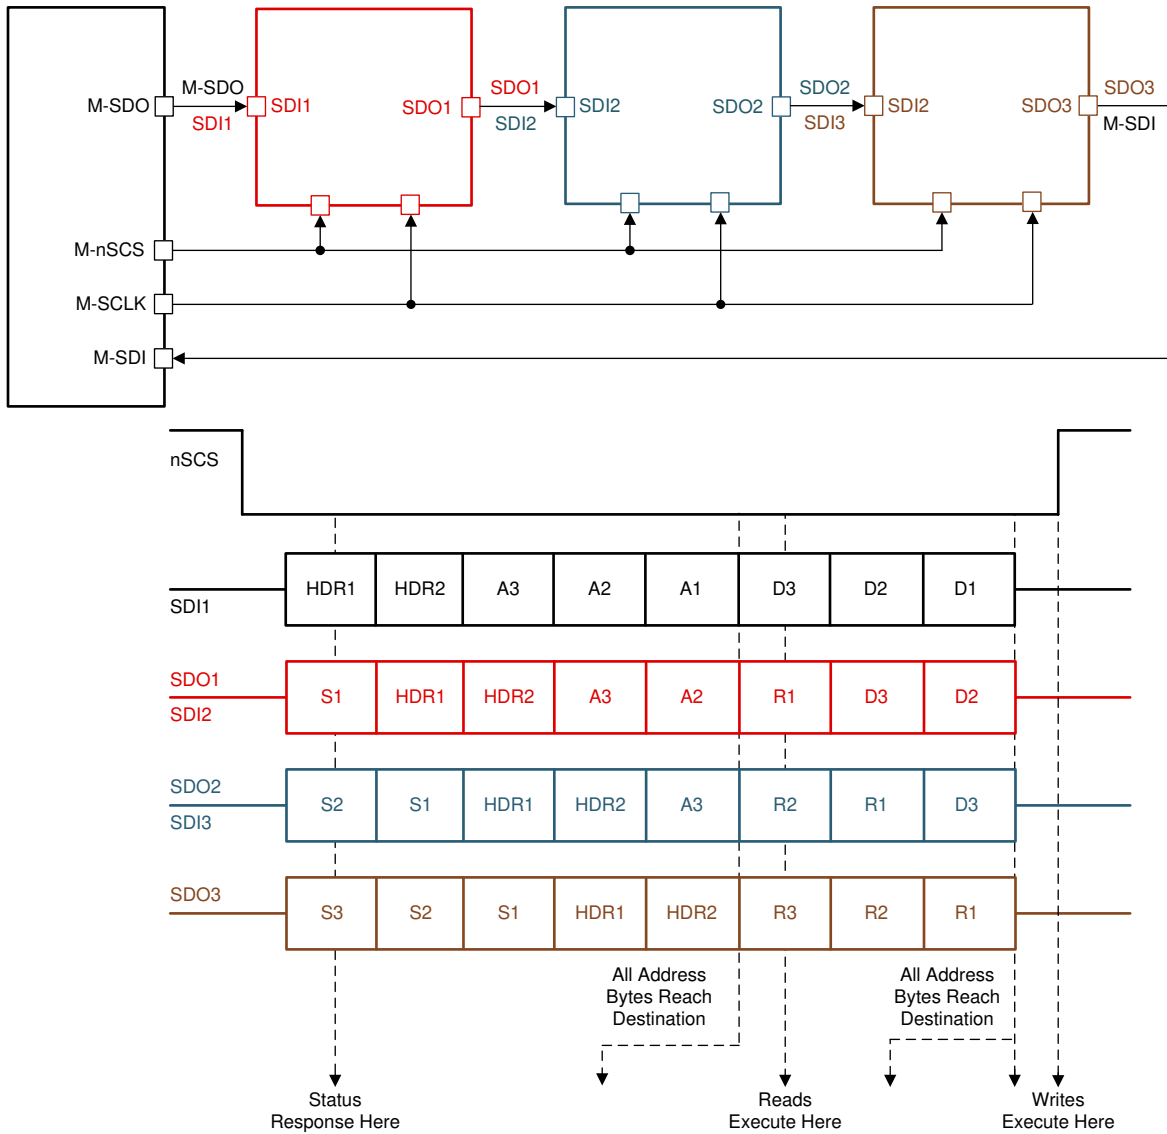 M-SDO
M-SDO
SDI1
SDI1
SDO1
SDO1
SDI2
SDI2
SDO2
SDO2
SDI3
SDI2
SDO3
SDO3
M-SDI
M-nSCS
M-SCLK
M-SDI
nSCS
SDI1
HDR1 HDR2 A3 A2 A1 D3 D2 D1
SDO1
SDI2
S1 HDR1 HDR2 A3 A2 R1 D3 D2
SDO2
SDI3
S2 S1 HDR1 HDR2 A3 R2 R1 D3
SDO3
S3 S2 S1 HDR1 HDR2 R3 R2 R1
All Address
Bytes Reach
Destination
All Address
Bytes Reach
Destination
Status
Response Here
Reads
Execute Here
Writes
Execute Here